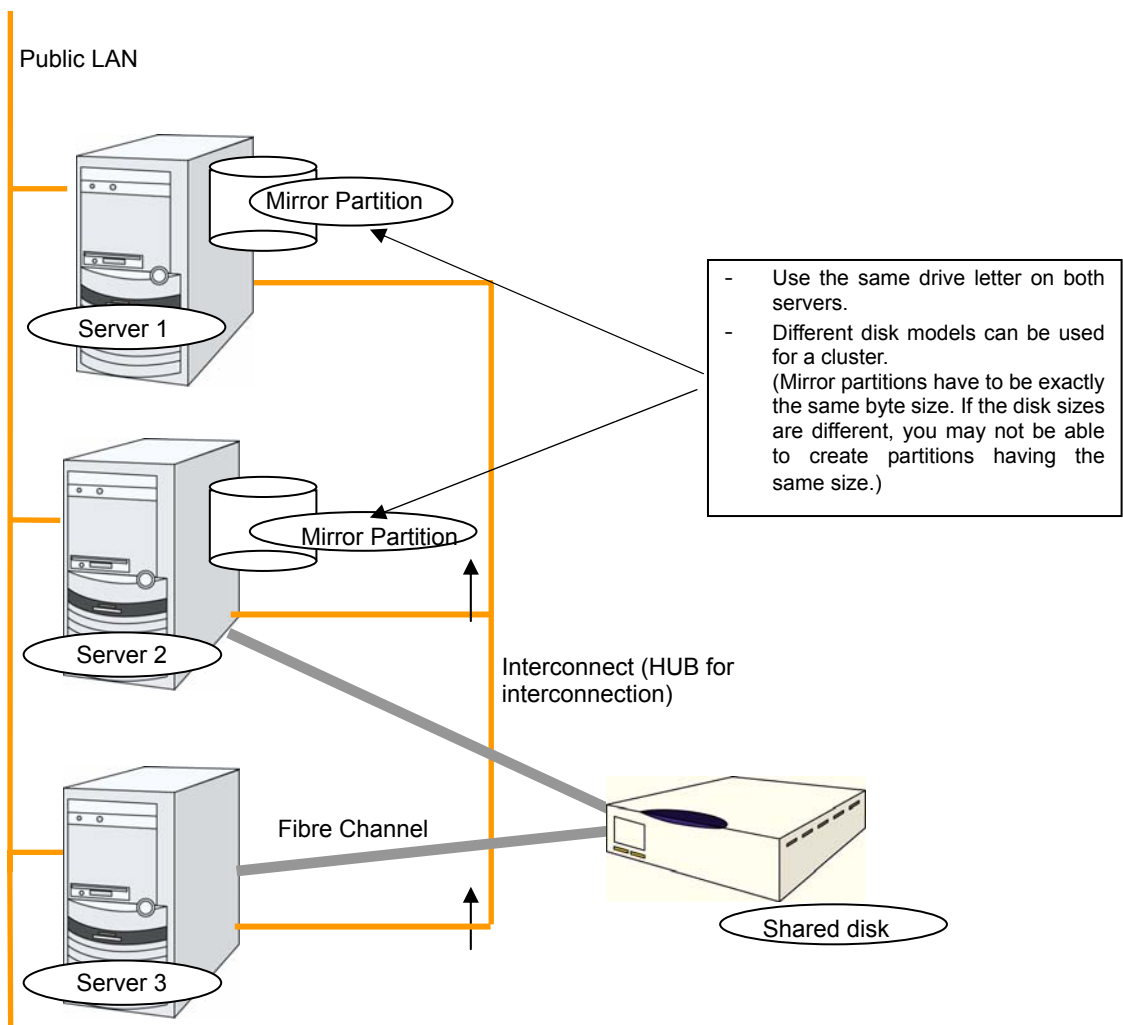 Public LAN
Mirror Partition
Server 1
- Use the same drive letter on both
servers.
- Different disk models can be used
for a cluster.
(Mirror partitions have to be exactly
the same byte size. If the disk sizes
are different, you may not be able
to create partitions having the
same size.)
Mirror Partition
Server 2
Interconnect (HUB for
interconnection)
Fibre Channel
Shared disk
Server 3